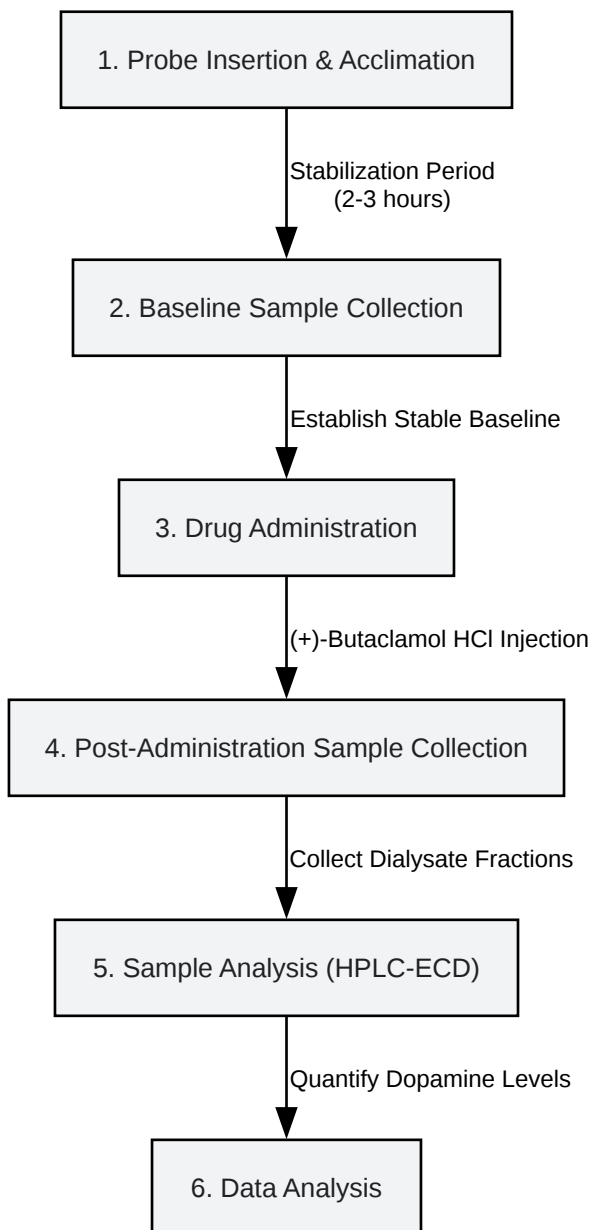 1. Probe Insertion & Acclimation
Stabilization Period
(2-3 hours)
2. Baseline Sample Collection
Establish Stable Baseline
3. Drug Administration
(+)-Butaclamol HCl Injection
4. Post-Administration Sample Collection
Collect Dialysate Fractions
5. Sample Analysis (HPLC-ECD)
Quantify Dopamine Levels
6. Data Analysis